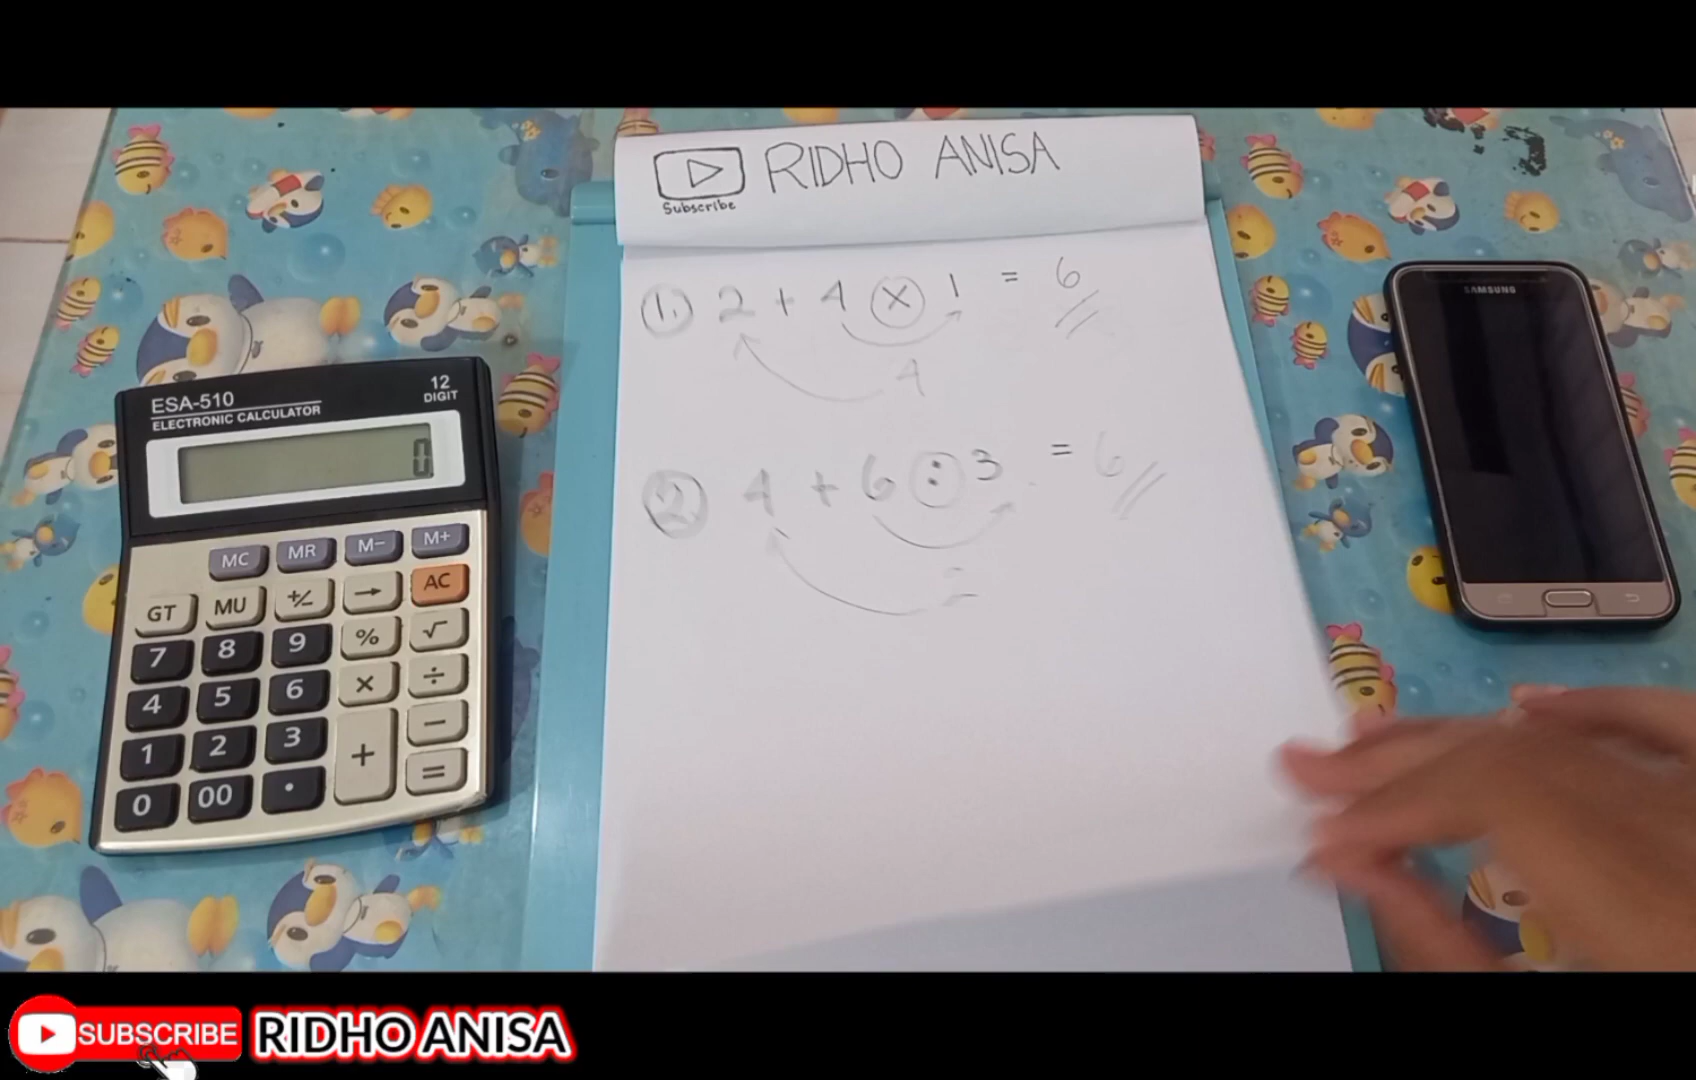 RIDHO ANISA
Subscribe
1. 2 + 4 × 1 = 6
4
2. 4 + 6 : 3 = 6
2
ESA-510
ELECTRONIC CALCULATOR
12
DIGIT
0
MC MR M− M+
GT MU +/− → AC
7 8 9 % √
4 5 6 × ÷
1 2 3 + −
0 00 . =
SAMSUNG
SUBSCRIBE RIDHO ANISA